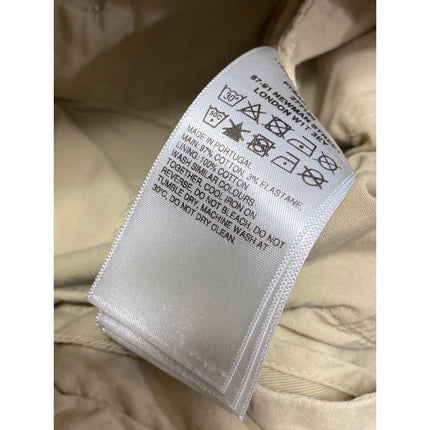 87-91 NEWMAN
LONDON W1
30°
30C
MADE IN PORTUGAL
MAIN: 97% COTTON, 3% ELASTANE.
LINING: 100% COTTON.
WASH SIMILAR COLOURS
TOGETHER, COOL IRON ON
REVERSE, DO NOT BLEACH, DO NOT
TUMBLE DRY, MACHINE WASH AT
30°C, DO NOT DRY CLEAN.